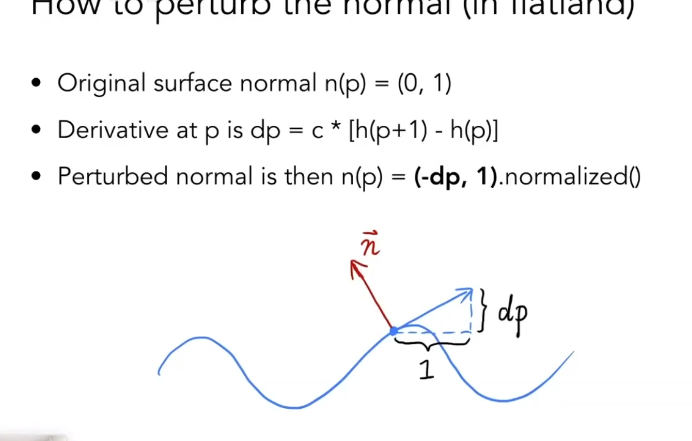 How to perturb the normal (in flatland)
• Original surface normal n(p) = (0, 1)
• Derivative at p is dp = c * [h(p+1) - h(p)]
• Perturbed normal is then n(p) = (-dp, 1).normalized()
n⃗
dp
1